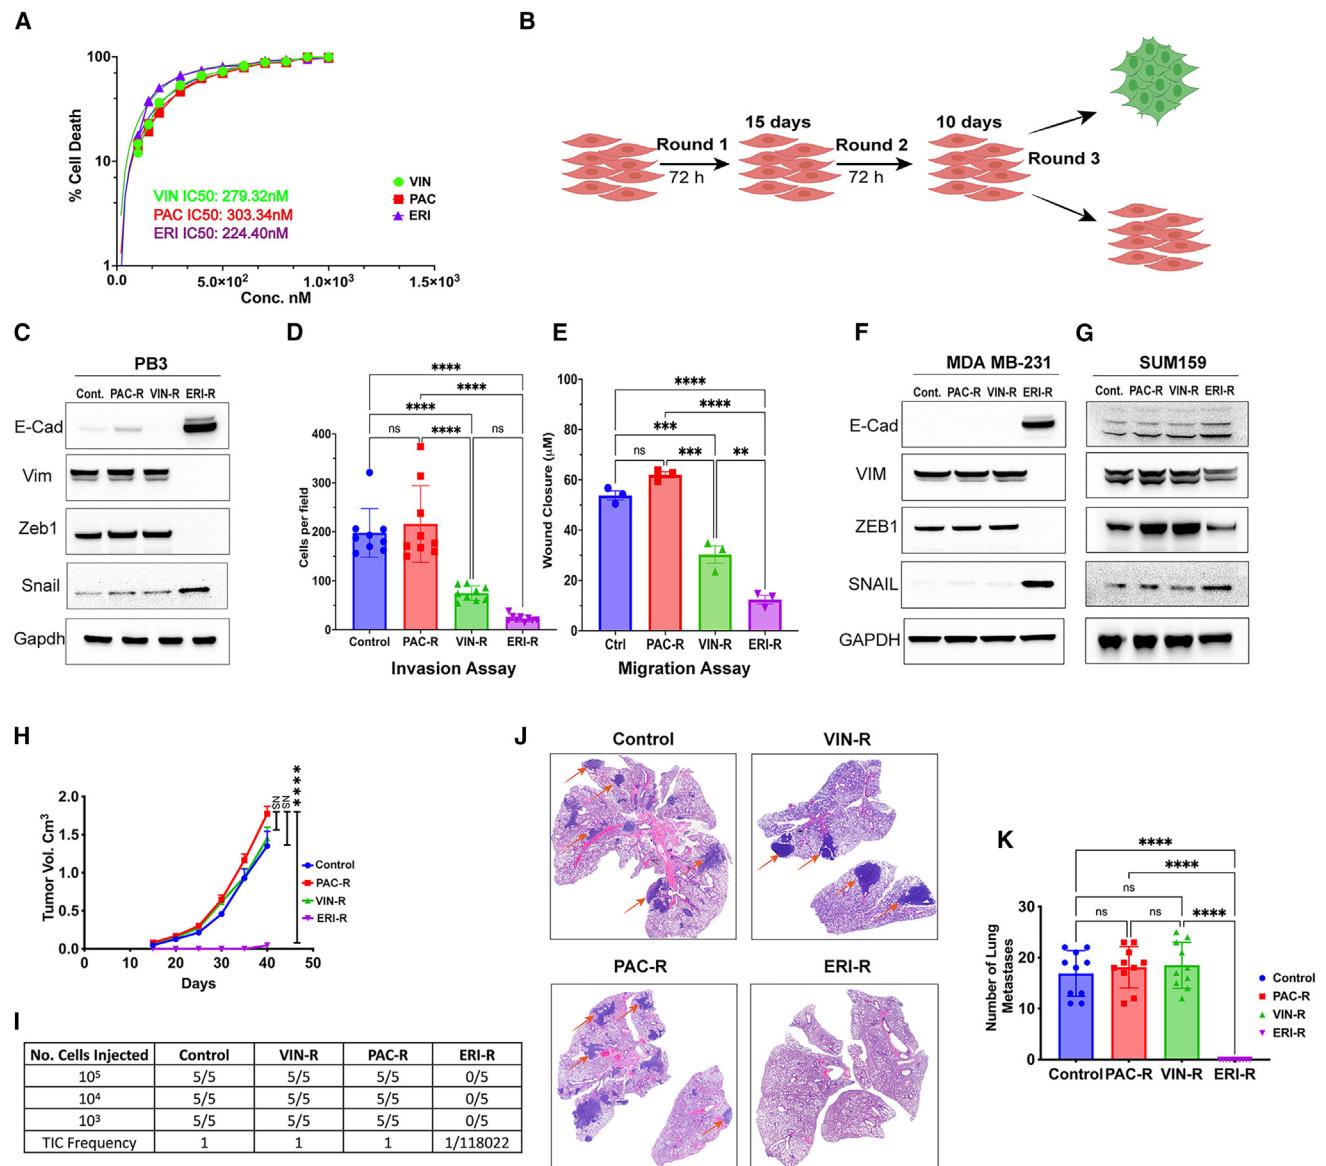 A
100
10
1
% Cell Death
VIN IC50: 279.32nM
PAC IC50: 303.34nM
ERI IC50: 224.40nM
VIN
PAC
ERI
0.0
5.0×10²
1.0×10³
1.5×10³
Conc. nM
B
15 days
10 days
Round 1
72 h
Round 2
72 h
Round 3
C
PB3
Cont. PAC-R VIN-R ERI-R
E-Cad
Vim
Zeb1
Snail
Gapdh
D
****
****
****
ns **** ns
400
300
200
100
0
Cells per field
Control PAC-R VIN-R ERI-R
Invasion Assay
E
****
****
***
ns *** **
100
80
60
40
20
0
Wound Closure (μM)
Ctrl PAC-R VIN-R ERI-R
Migration Assay
F
MDA MB-231
Cont. PAC-R VIN-R ERI-R
E-Cad
VIM
ZEB1
SNAIL
GAPDH
G
SUM159
Cont. PAC-R VIN-R ERI-R
H
2.0
1.5
1.0
0.5
0.0
Tumor Vol. Cm³
0 10 20 30 40 50
Days
NS
NS
****
Control
PAC-R
VIN-R
ERI-R
I
No. Cells Injected Control VIN-R PAC-R ERI-R
10⁵ 5/5 5/5 5/5 0/5
10⁴ 5/5 5/5 5/5 0/5
10³ 5/5 5/5 5/5 0/5
TIC Frequency 1 1 1 1/118022
J
Control
VIN-R
PAC-R
ERI-R
K
****
****
ns
ns ns ****
30
20
10
0
Number of Lung
Metastases
Control PAC-R VIN-R ERI-R
Control
PAC-R
VIN-R
ERI-R